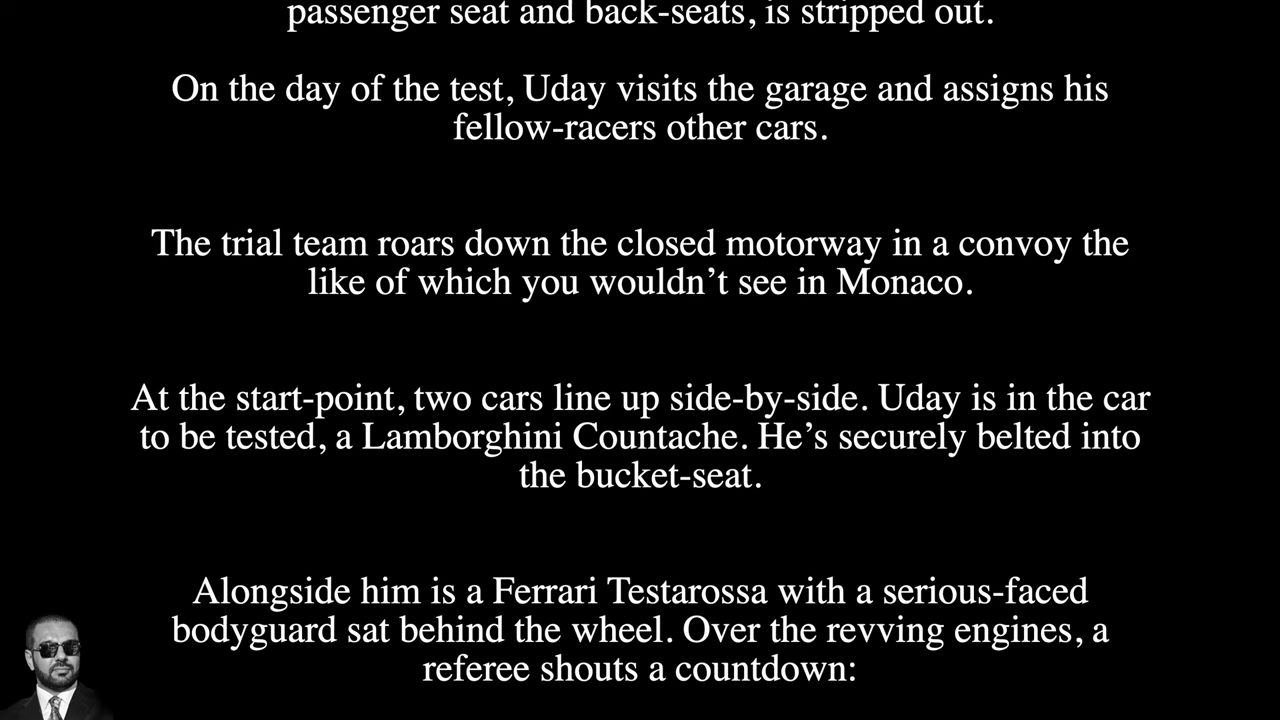 passenger seat and back-seats, is stripped out.
On the day of the test, Uday visits the garage and assigns his
fellow-racers other cars.
The trial team roars down the closed motorway in a convoy the
like of which you wouldn’t see in Monaco.
At the start-point, two cars line up side-by-side. Uday is in the car
to be tested, a Lamborghini Countache. He’s securely belted into
the bucket-seat.
Alongside him is a Ferrari Testarossa with a serious-faced
bodyguard sat behind the wheel. Over the revving engines, a
referee shouts a countdown: